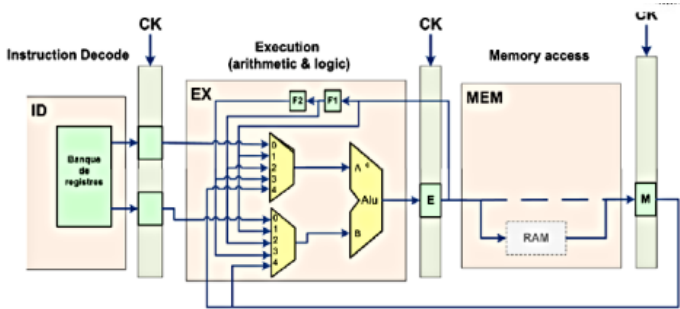 CK
CK
CK
Instruction Decode
Execution
(arithmetic & logic)
Memory access
ID
EX
MEM
F2
F1
Banque
de
registres
0
1
2
3
4
A
Alu
B
0
1
2
3
4
E
RAM
M